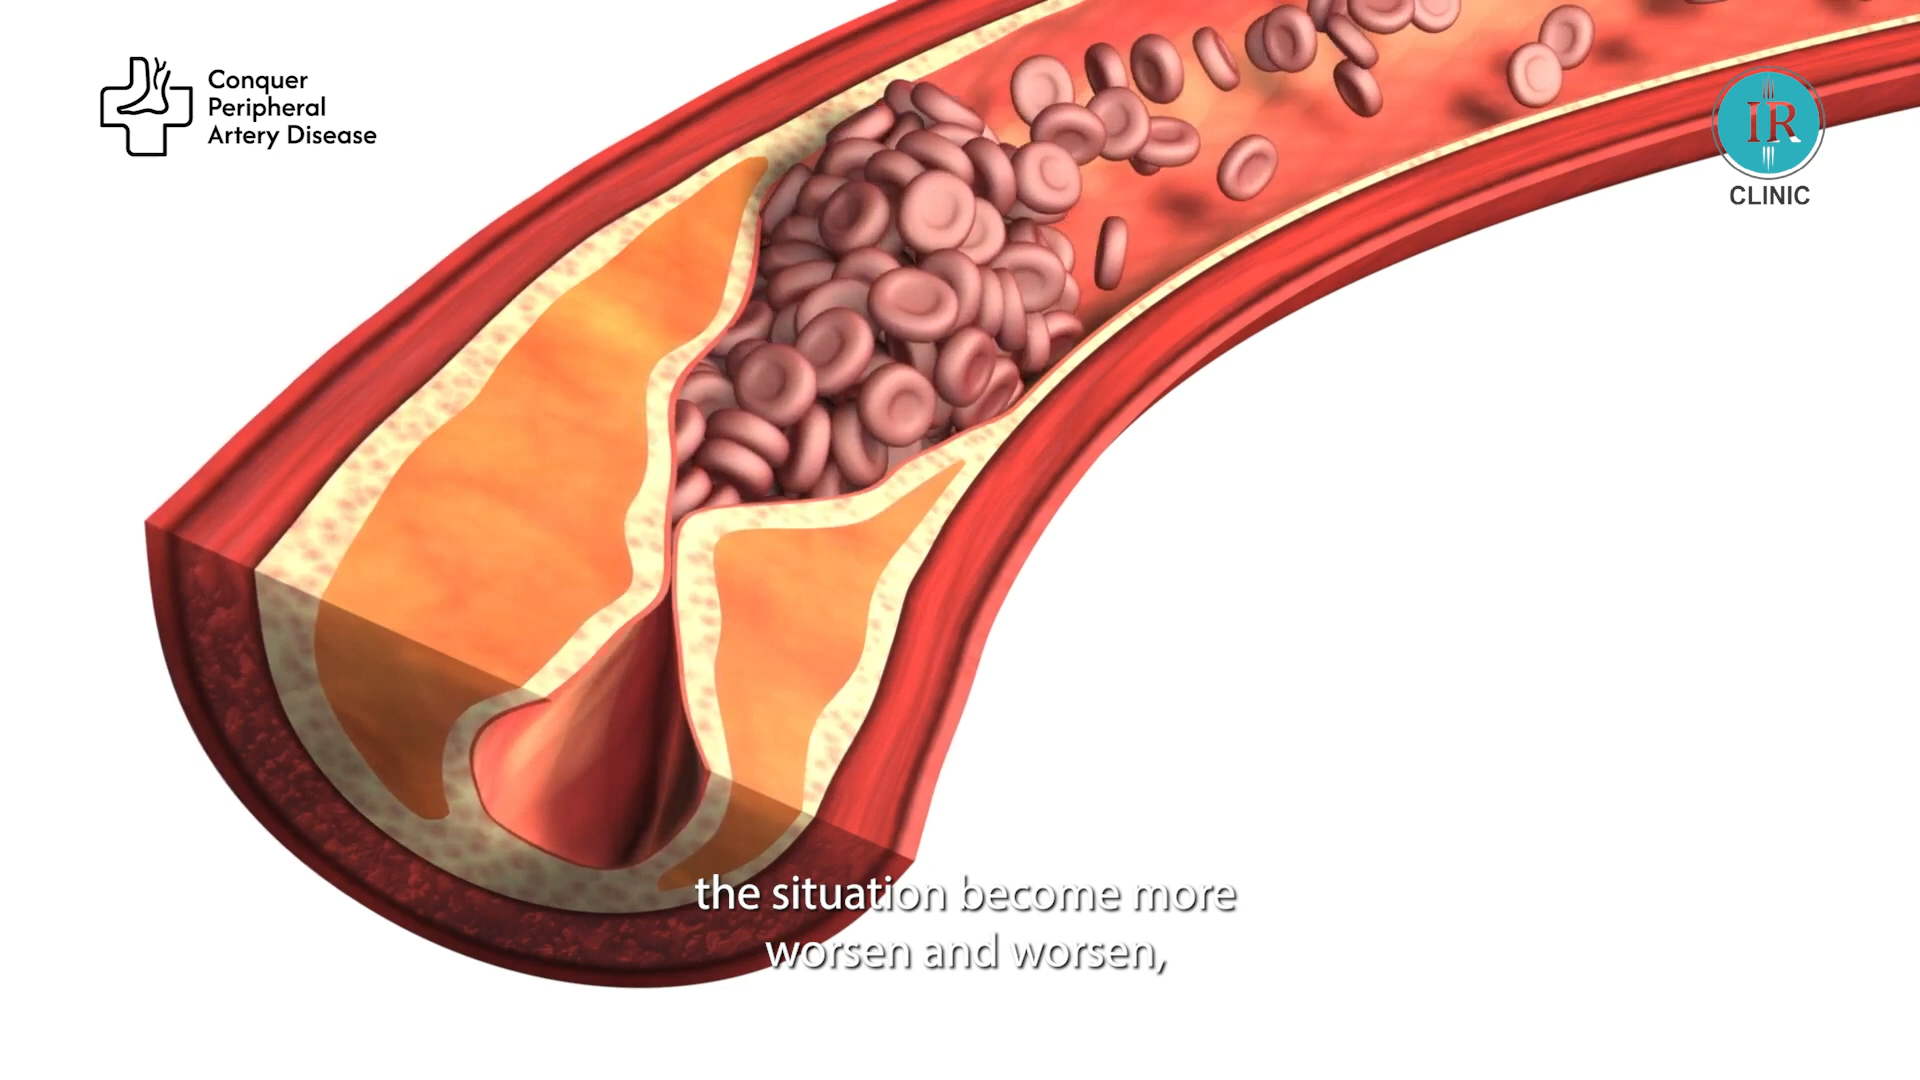 Conquer
Peripheral
Artery Disease
IR
CLINIC
the situation become more
worsen and worsen,